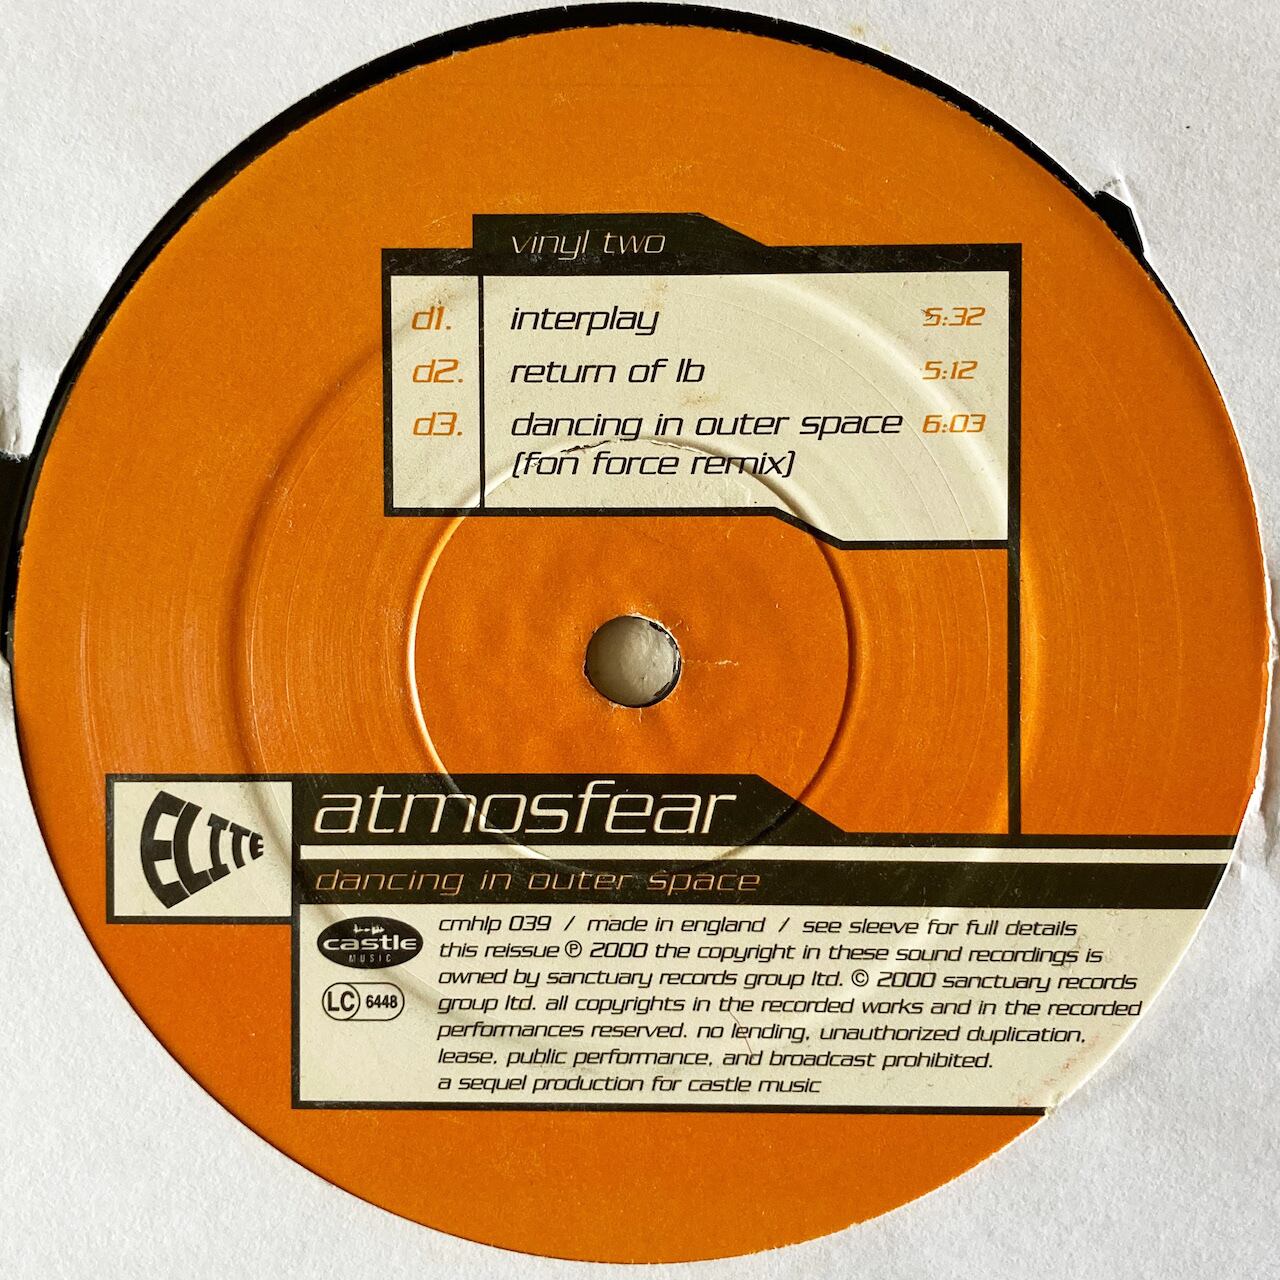 vinyl two
d1. interplay 5:32
d2. return of lb 5:12
d3. dancing in outer space 6:03
(fon force remix)
ELITE
atmosfear
dancing in outer space
castle
MUSIC
LC 6448
cmhlp 039 / made in england / see sleeve for full details
this reissue ℗ 2000 the copyright in these sound recordings is
owned by sanctuary records group ltd. © 2000 sanctuary records
group ltd. all copyrights in the recorded works and in the recorded
performances reserved. no lending, unauthorized duplication,
lease, public performance, and broadcast prohibited.
a sequel production for castle music